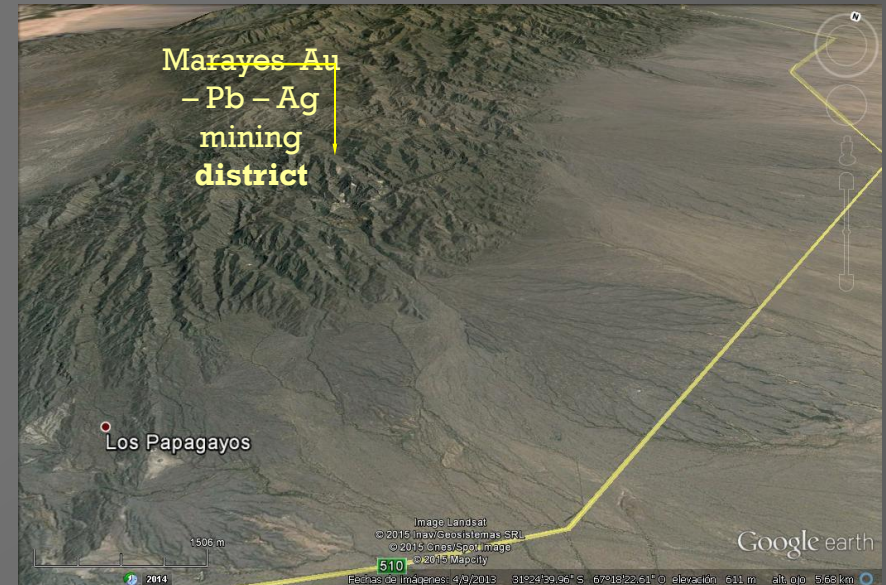 Marayes Au
– Pb – Ag
mining
district
N
Los Papagayos
1506 m
Image Landsat
© 2015 Inav/Geosistemas SRL
© 2015 Cnes/Spot Image
© 2015 Mapcity
510
Google earth
2014
Fechas de imágenes: 4/9/2013 31°24'39.96" S 67°18'22.61" O elevación 611 m alt. ojo 5.68 km